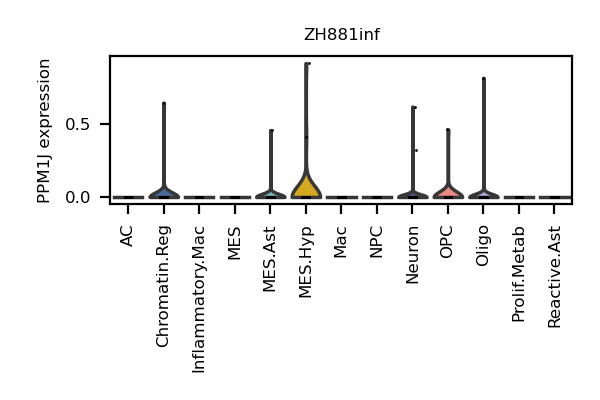 ZH881inf
PPM1J expression
0.5
0.0
AC
Chromatin.Reg
Inflammatory.Mac
MES
MES.Ast
MES.Hyp
Mac
NPC
Neuron
OPC
Oligo
Prolif.Metab
Reactive.Ast